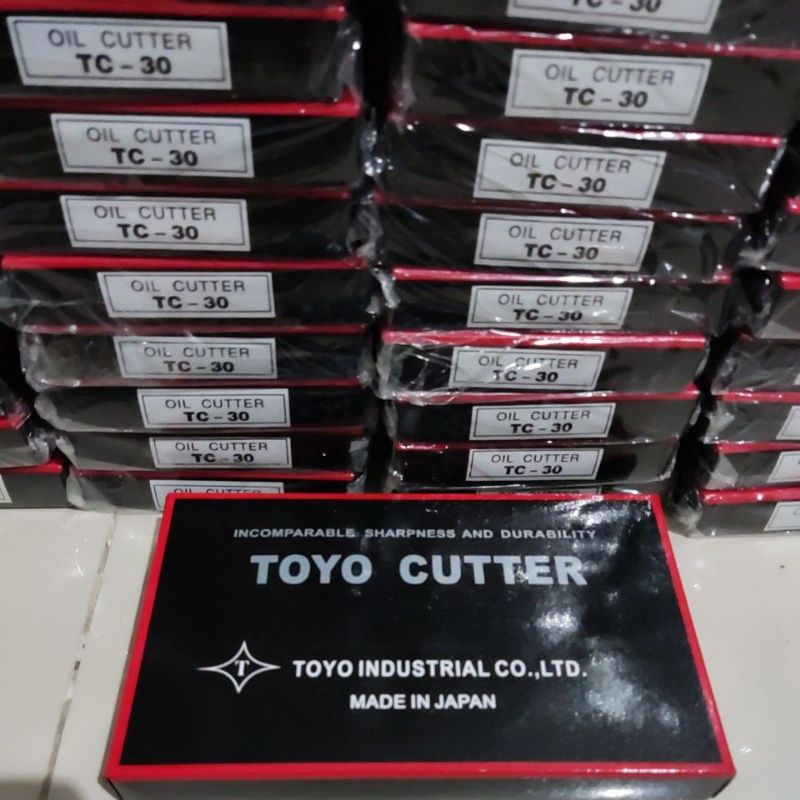 TC - 30
OIL CUTTER
TC - 30
OIL CUTTER
TC - 30
OIL CUTTER
TC - 30
OIL CUTTER
TC - 30
OIL CUTTER
TC - 30
OIL CUTTER
TC - 30
OIL CUTTER
TC - 30
OIL CUTTER
TC - 30
OIL CUTTER
TC - 30
OIL CUTTER
TC - 30
OIL CUTTER
TC - 30
OIL CUTTER
TC - 30
OIL CUTTER
TC - 30
OIL CUTTER
TC - 30
OIL CUTTER
INCOMPARABLE SHARPNESS AND DURABILITY
TOYO CUTTER
T
TOYO INDUSTRIAL CO.,LTD.
MADE IN JAPAN